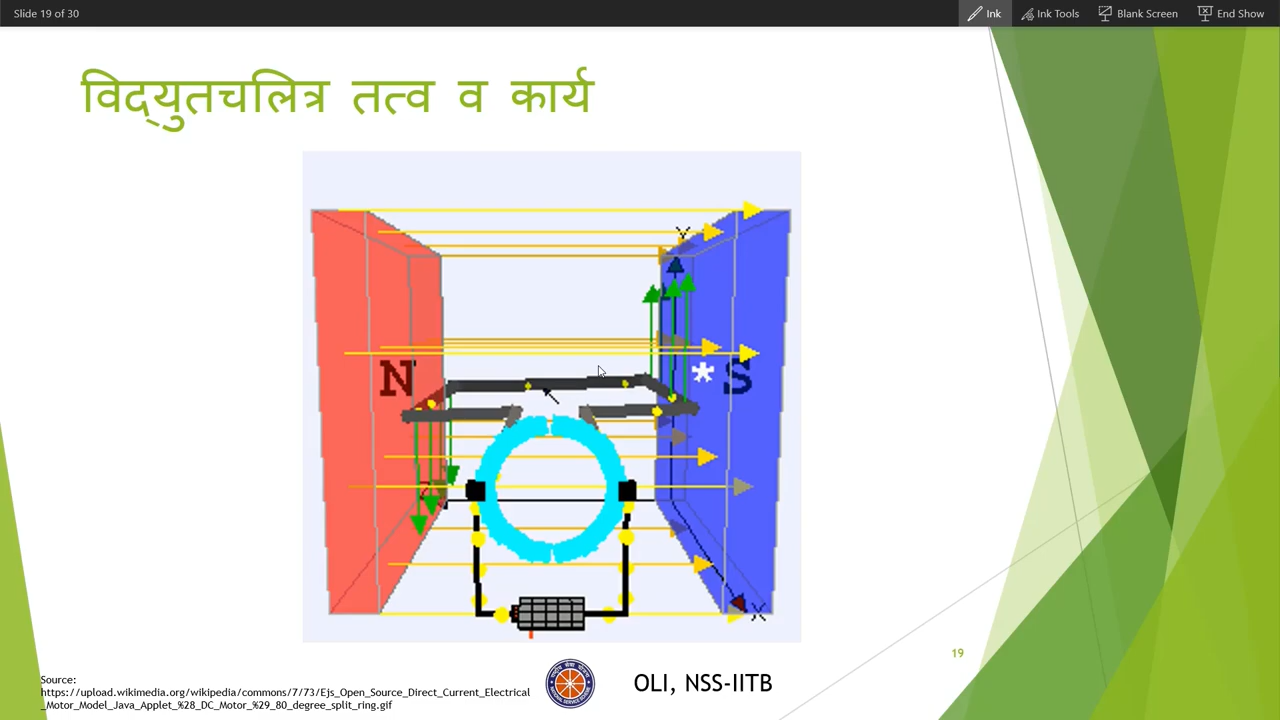 Slide 19 of 30
Ink
Ink Tools
Blank Screen
End Show
विद्युतचलित्र तत्व व कार्य
Y
N
* S
X
19
Source:
https://upload.wikimedia.org/wikipedia/commons/7/73/Ejs_Open_Source_Direct_Current_Electrical
_Motor_Model_Java_Applet_%28_DC_Motor_%29_80_degree_split_ring.gif
OLI, NSS-IITB